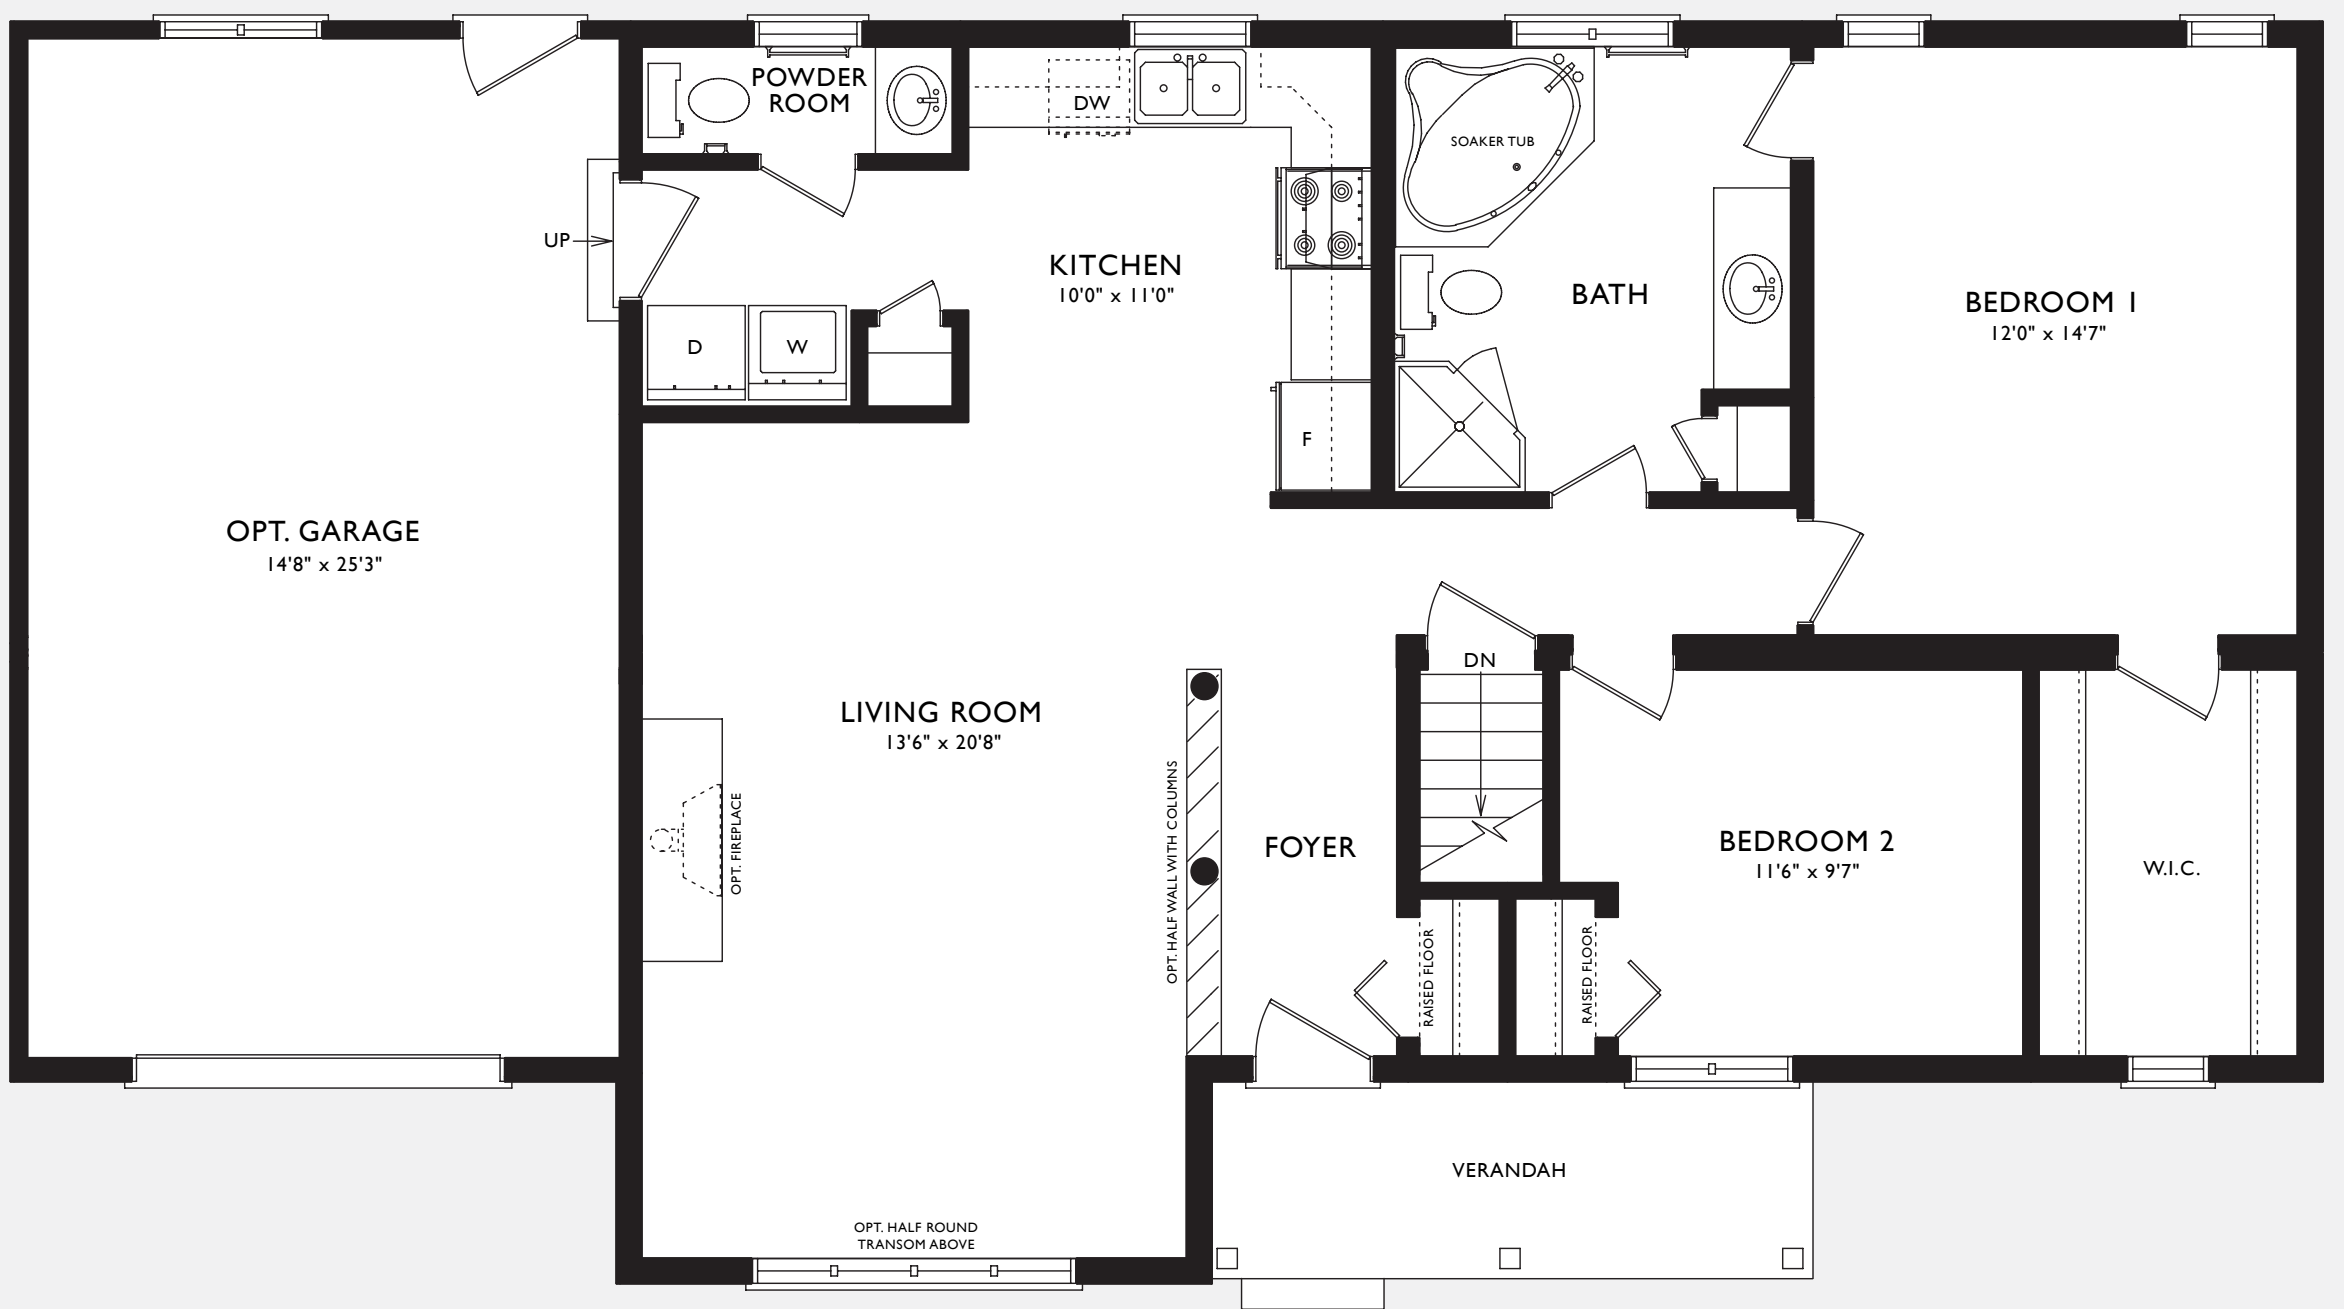 POWDER
ROOM
DW
SOAKER TUB
UP
KITCHEN
10'0" x 11'0"
BATH
BEDROOM 1
12'0" x 14'7"
D
W
F
OPT. GARAGE
14'8" x 25'3"
DN
LIVING ROOM
13'6" x 20'8"
OPT. FIREPLACE
OPT. HALF WALL WITH COLUMNS
FOYER
BEDROOM 2
11'6" x 9'7"
W.I.C.
RAISED FLOOR
RAISED FLOOR
VERANDAH
OPT. HALF ROUND
TRANSOM ABOVE